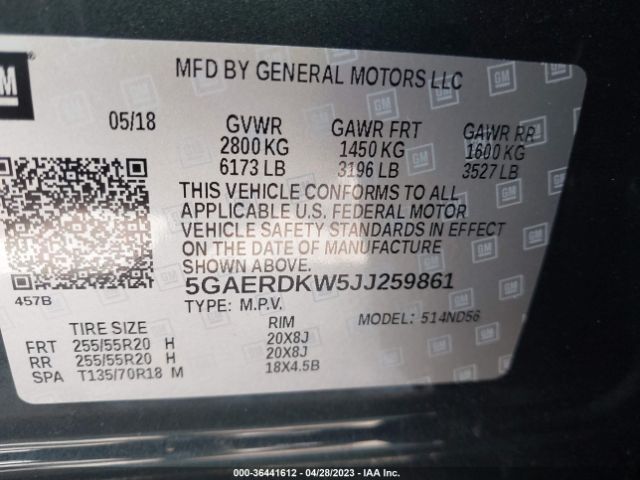 GM
MFD BY GENERAL MOTORS LLC
05/18 GVWR GAWR FRT GAWR RR
2800 KG 1450 KG 1600 KG
6173 LB 3196 LB 3527 LB
THIS VEHICLE CONFORMS TO ALL
APPLICABLE U.S. FEDERAL MOTOR
VEHICLE SAFETY STANDARDS IN EFFECT
ON THE DATE OF MANUFACTURE
SHOWN ABOVE.
457B 5GAERDKW5JJ259861
TYPE: M.P.V. MODEL: 514ND56
TIRE SIZE RIM
FRT 255/55R20 H 20X8J
RR 255/55R20 H 20X8J
SPA T135/70R18 M 18X4.5B
000-36441612 - 04/28/2023 - IAA Inc.